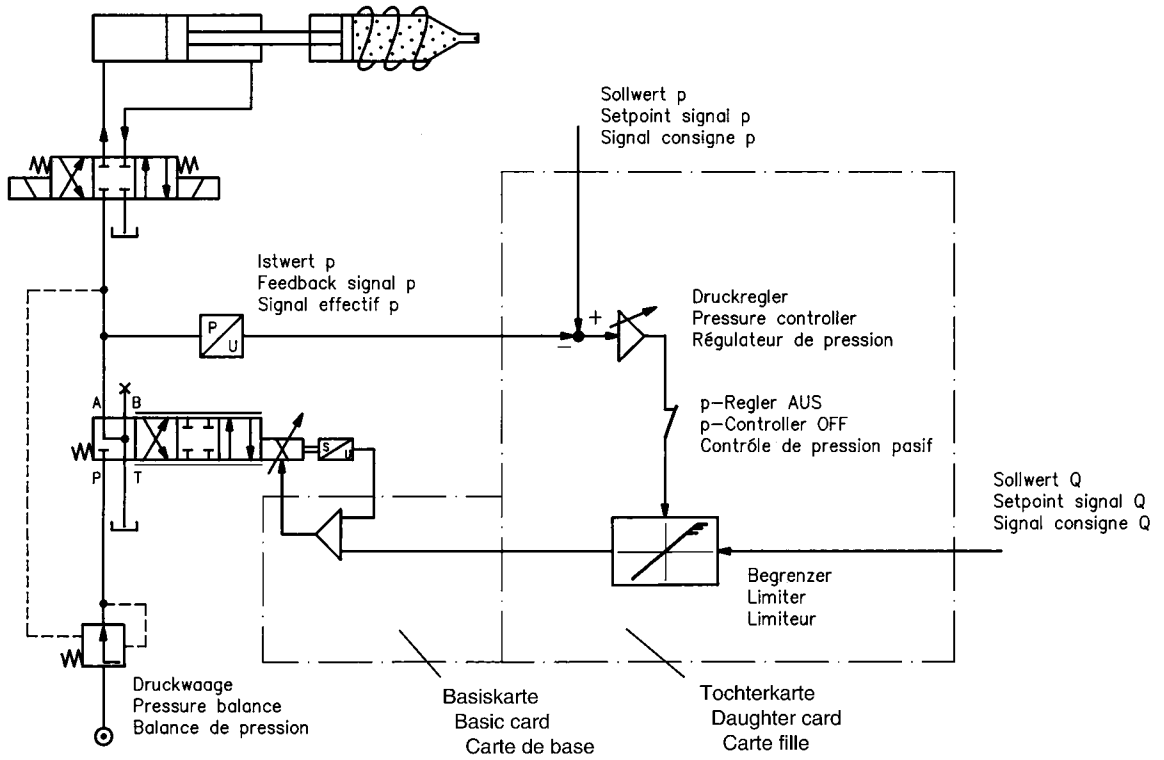 Sollwert p
Setpoint signal p
Signal consigne p
Istwert p
Feedback signal p
Signal effectif p
P
U
+
−
Druckregler
Pressure controller
Régulateur de pression
A
B
p−Regler AUS
p−Controller OFF
Contrôle de pression pasif
S
U
P
T
Sollwert Q
Setpoint signal Q
Signal consigne Q
Begrenzer
Limiter
Limiteur
Druckwaage
Pressure balance
Balance de pression
Basiskarte
Basic card
Carte de base
Tochterkarte
Daughter card
Carte fille